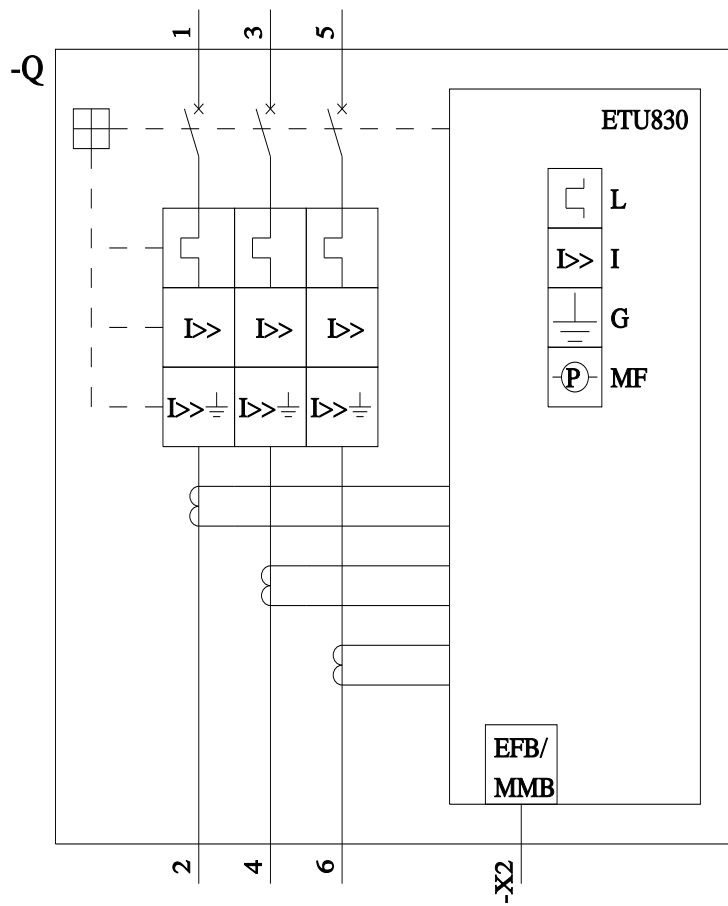 1 3 5
-Q
ETU830
L
I>> I
G
P MF
I>> I>> I>>
I>> I>> I>>
EFB/
MMB
2 4 6
-X2